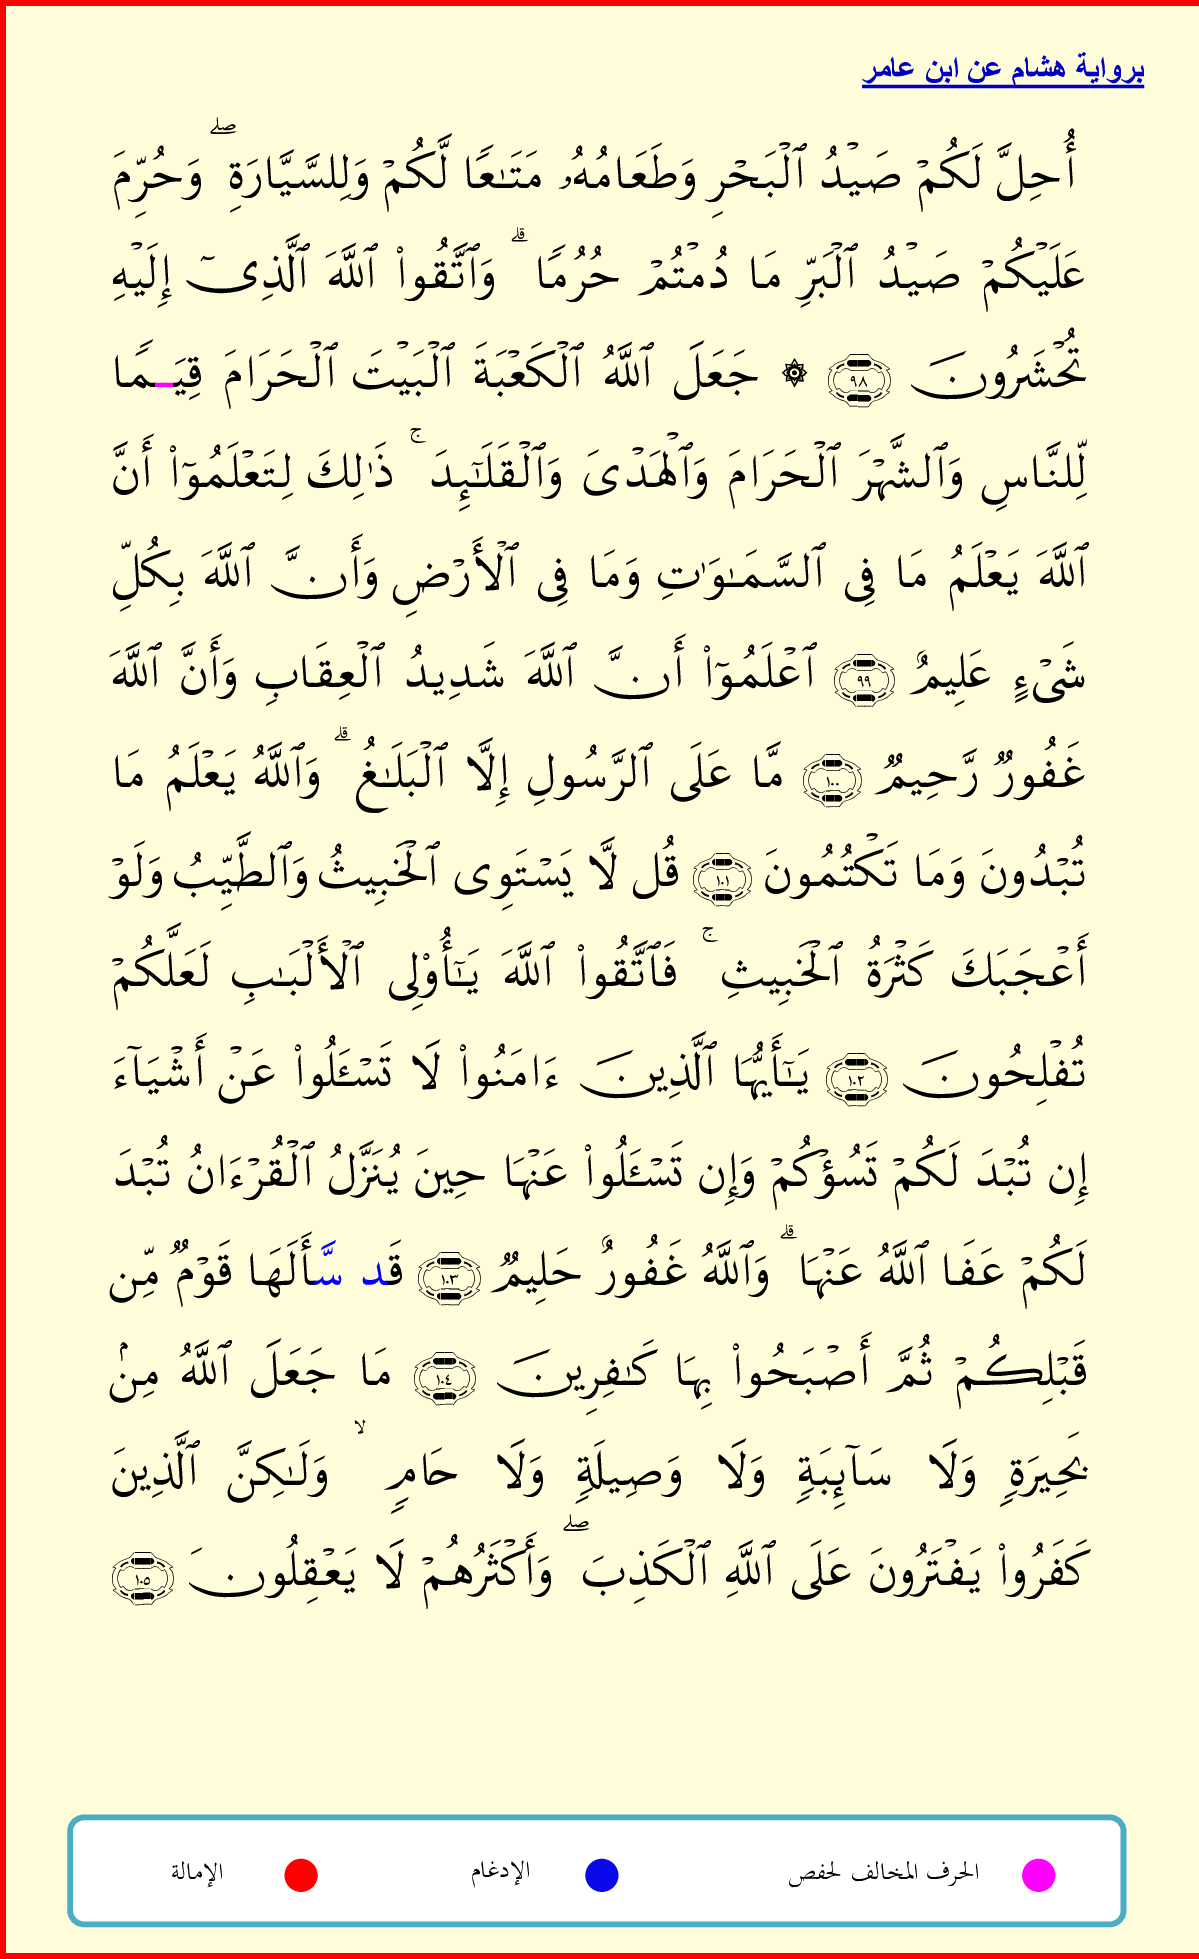 برواية هشام عن ابن عامر
أُحِلَّ لَكُمۡ صَيۡدُ ٱلۡبَحۡرِ وَطَعَامُهُۥ مَتَٰعًا لَّكُمۡ وَلِلسَّيَّارَةِۖ وَحُرِّمَ
عَلَيۡكُمۡ صَيۡدُ ٱلۡبَرِّ مَا دُمۡتُمۡ حُرُمًاۗ وَٱتَّقُواْ ٱللَّهَ ٱلَّذِيٓ إِلَيۡهِ
تُحۡشَرُونَ ٩٨ ۞ جَعَلَ ٱللَّهُ ٱلۡكَعۡبَةَ ٱلۡبَيۡتَ ٱلۡحَرَامَ قِيَمًا
لِّلنَّاسِ وَٱلشَّهۡرَ ٱلۡحَرَامَ وَٱلۡهَدۡيَ وَٱلۡقَلَٰٓئِدَۚ ذَٰلِكَ لِتَعۡلَمُوٓاْ أَنَّ
ٱللَّهَ يَعۡلَمُ مَا فِي ٱلسَّمَٰوَٰتِ وَمَا فِي ٱلۡأَرۡضِ وَأَنَّ ٱللَّهَ بِكُلِّ
شَيۡءٍ عَلِيمٌ ٩٩ ٱعۡلَمُوٓاْ أَنَّ ٱللَّهَ شَدِيدُ ٱلۡعِقَابِ وَأَنَّ ٱللَّهَ
غَفُورٞ رَّحِيمٞ ١٠٠ مَّا عَلَى ٱلرَّسُولِ إِلَّا ٱلۡبَلَٰغُۗ وَٱللَّهُ يَعۡلَمُ مَا
تُبۡدُونَ وَمَا تَكۡتُمُونَ ١٠١ قُل لَّا يَسۡتَوِي ٱلۡخَبِيثُ وَٱلطَّيِّبُ وَلَوۡ
أَعۡجَبَكَ كَثۡرَةُ ٱلۡخَبِيثِۚ فَٱتَّقُواْ ٱللَّهَ يَٰٓأُوْلِي ٱلۡأَلۡبَٰبِ لَعَلَّكُمۡ
تُفۡلِحُونَ ١٠٢ يَٰٓأَيُّهَا ٱلَّذِينَ ءَامَنُواْ لَا تَسۡـَٔلُواْ عَنۡ أَشۡيَآءَ
إِن تُبۡدَ لَكُمۡ تَسُؤۡكُمۡ وَإِن تَسۡـَٔلُواْ عَنۡهَا حِينَ يُنَزَّلُ ٱلۡقُرۡءَانُ تُبۡدَ
لَكُمۡ عَفَا ٱللَّهُ عَنۡهَاۗ وَٱللَّهُ غَفُورٌ حَلِيمٞ ١٠٣ قَد سَّأَلَهَا قَوۡمٞ مِّن
قَبۡلِكُمۡ ثُمَّ أَصۡبَحُواْ بِهَا كَٰفِرِينَ ١٠٤ مَا جَعَلَ ٱللَّهُ مِنۢ
بَحِيرَةٖ وَلَا سَآئِبَةٖ وَلَا وَصِيلَةٖ وَلَا حَامٖۙ وَلَٰكِنَّ ٱلَّذِينَ
كَفَرُواْ يَفۡتَرُونَ عَلَى ٱللَّهِ ٱلۡكَذِبَۖ وَأَكۡثَرُهُمۡ لَا يَعۡقِلُونَ ١٠٥
الحرف المخالف لحفص الإدغام الإمالة